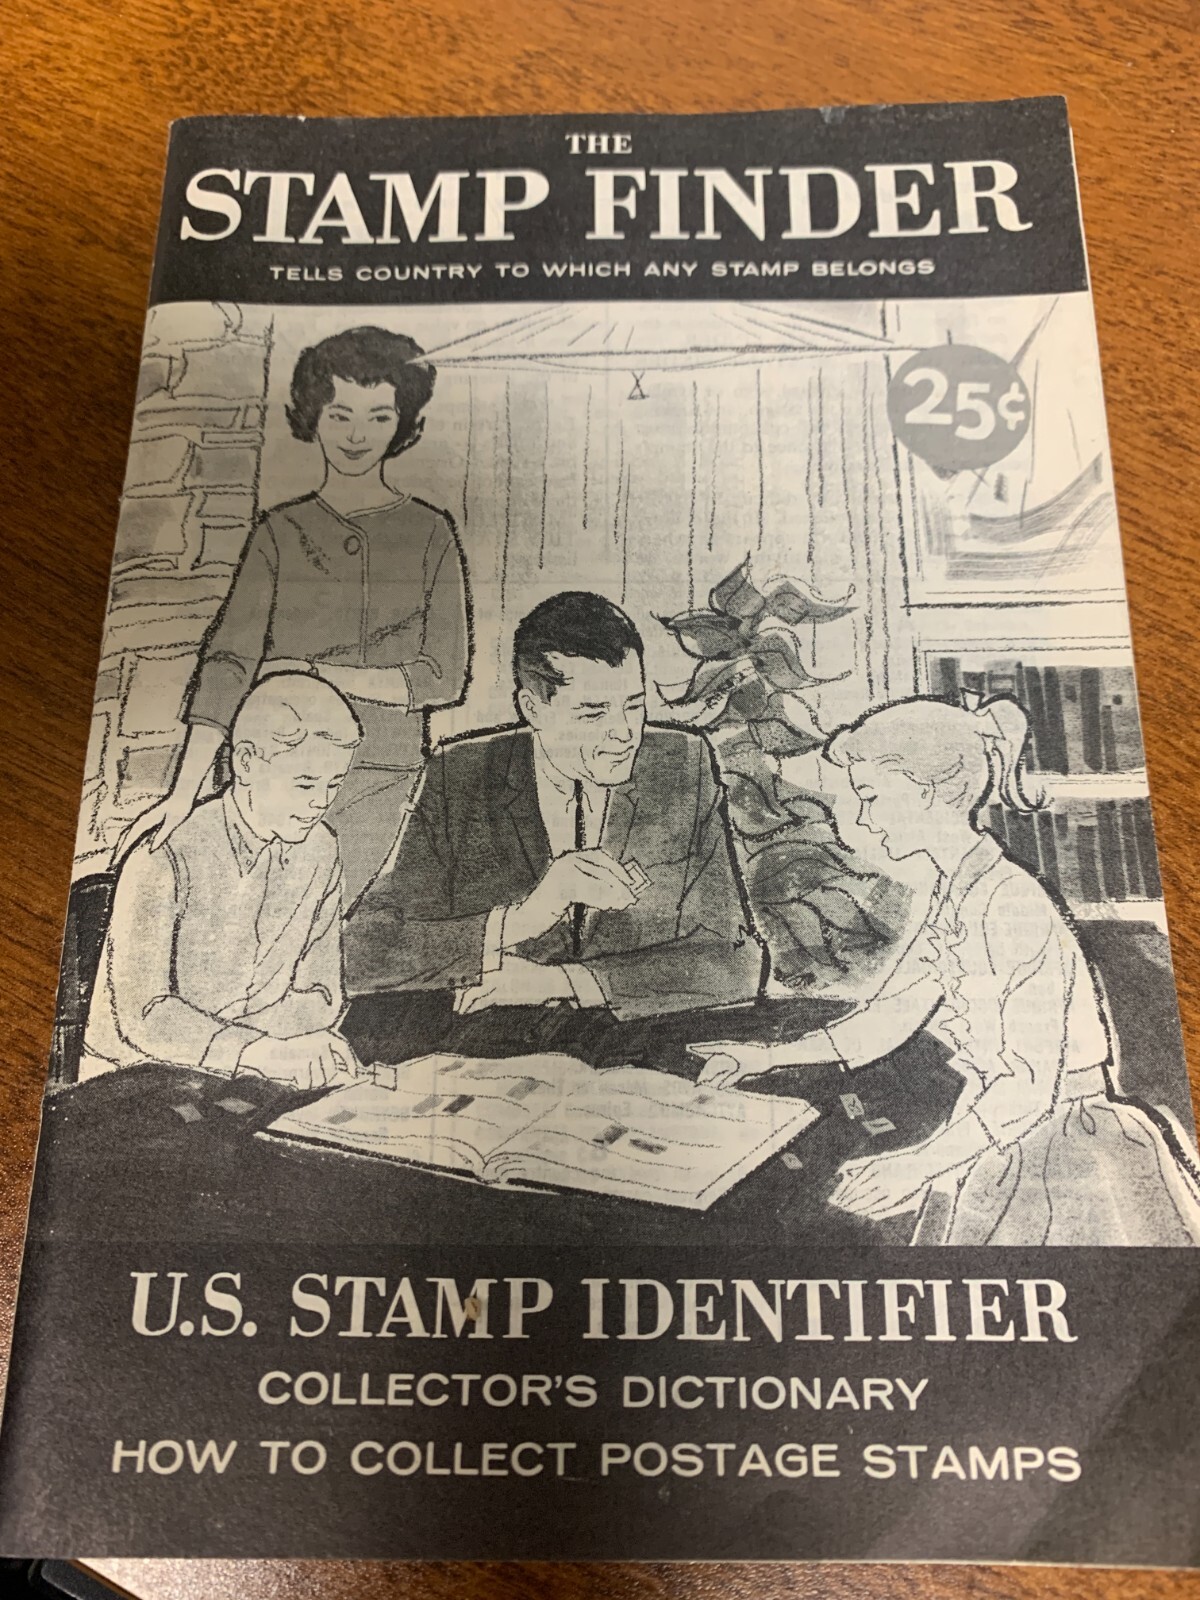 THE
STAMP FINDER
TELLS COUNTRY TO WHICH ANY STAMP BELONGS
25¢
U.S. STAMP IDENTIFIER
COLLECTOR'S DICTIONARY
HOW TO COLLECT POSTAGE STAMPS